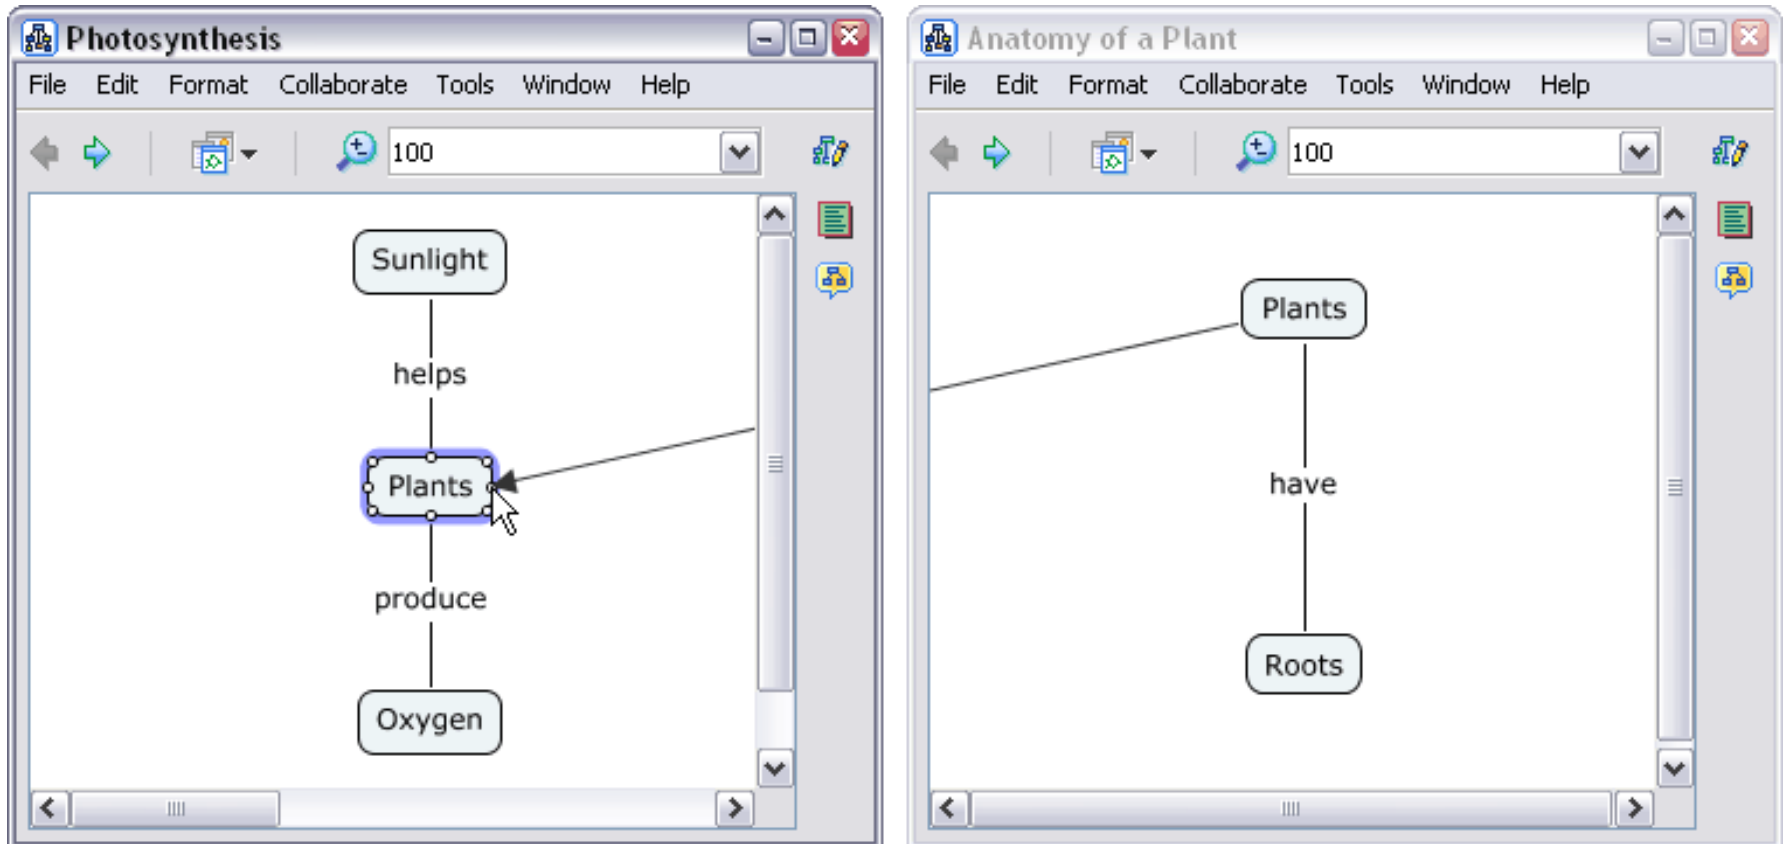 Photosynthesis
File Edit Format Collaborate Tools Window Help
100
Sunlight
helps
Plants
produce
Oxygen
Anatomy of a Plant
File Edit Format Collaborate Tools Window Help
100
Plants
have
Roots